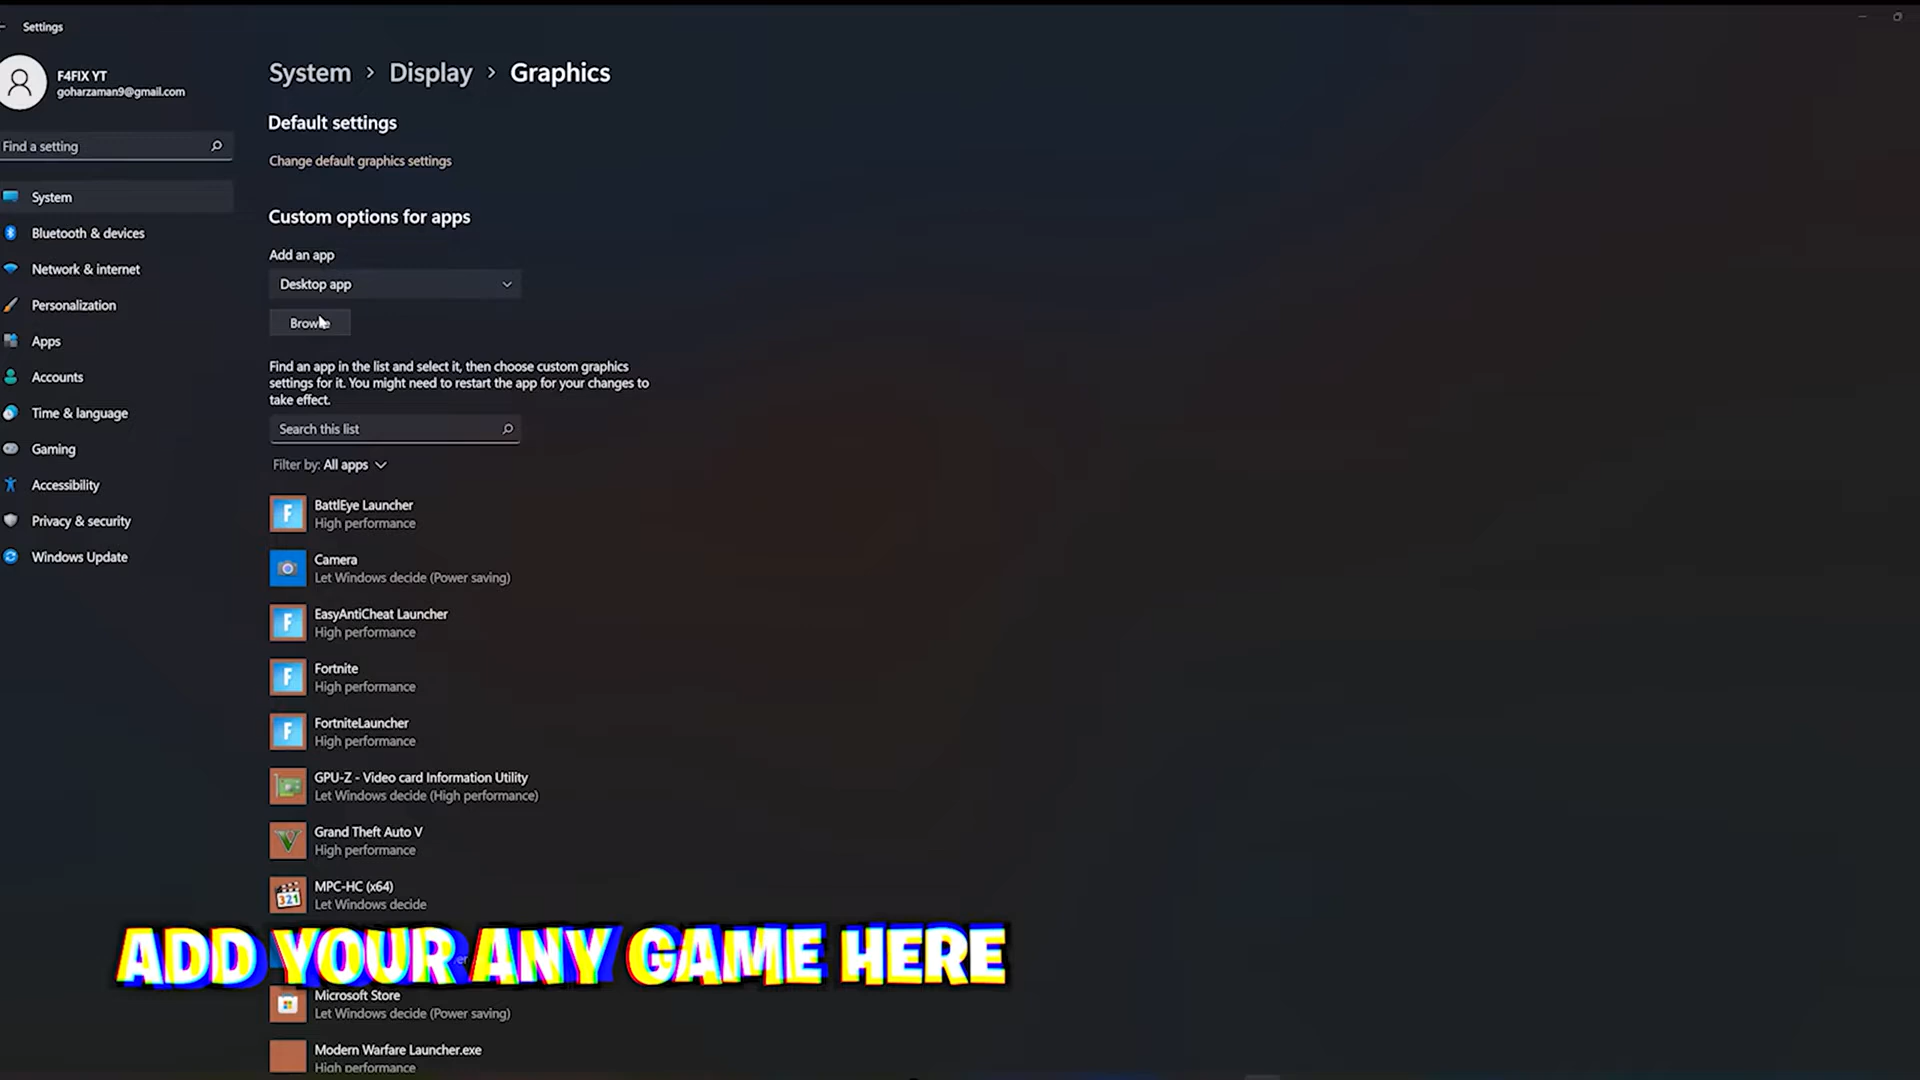 Settings
F4FIX YT
goharzaman9@gmail.com
Find a setting
System
Bluetooth & devices
Network & internet
Personalization
Apps
Accounts
Time & language
Gaming
Accessibility
Privacy & security
Windows Update
System > Display > Graphics
Default settings
Change default graphics settings
Custom options for apps
Add an app
Desktop app
Browse
Find an app in the list and select it, then choose custom graphics
settings for it. You might need to restart the app for your changes to
take effect.
Search this list
Filter by: All apps
BattlEye Launcher
High performance
Camera
Let Windows decide (Power saving)
EasyAntiCheat Launcher
High performance
Fortnite
High performance
FortniteLauncher
High performance
GPU-Z - Video card Information Utility
Let Windows decide (High performance)
Grand Theft Auto V
High performance
MPC-HC (x64)
Let Windows decide
ADD YOUR ANY GAME HERE
Microsoft Store
Let Windows decide (Power saving)
Modern Warfare Launcher.exe
High performance